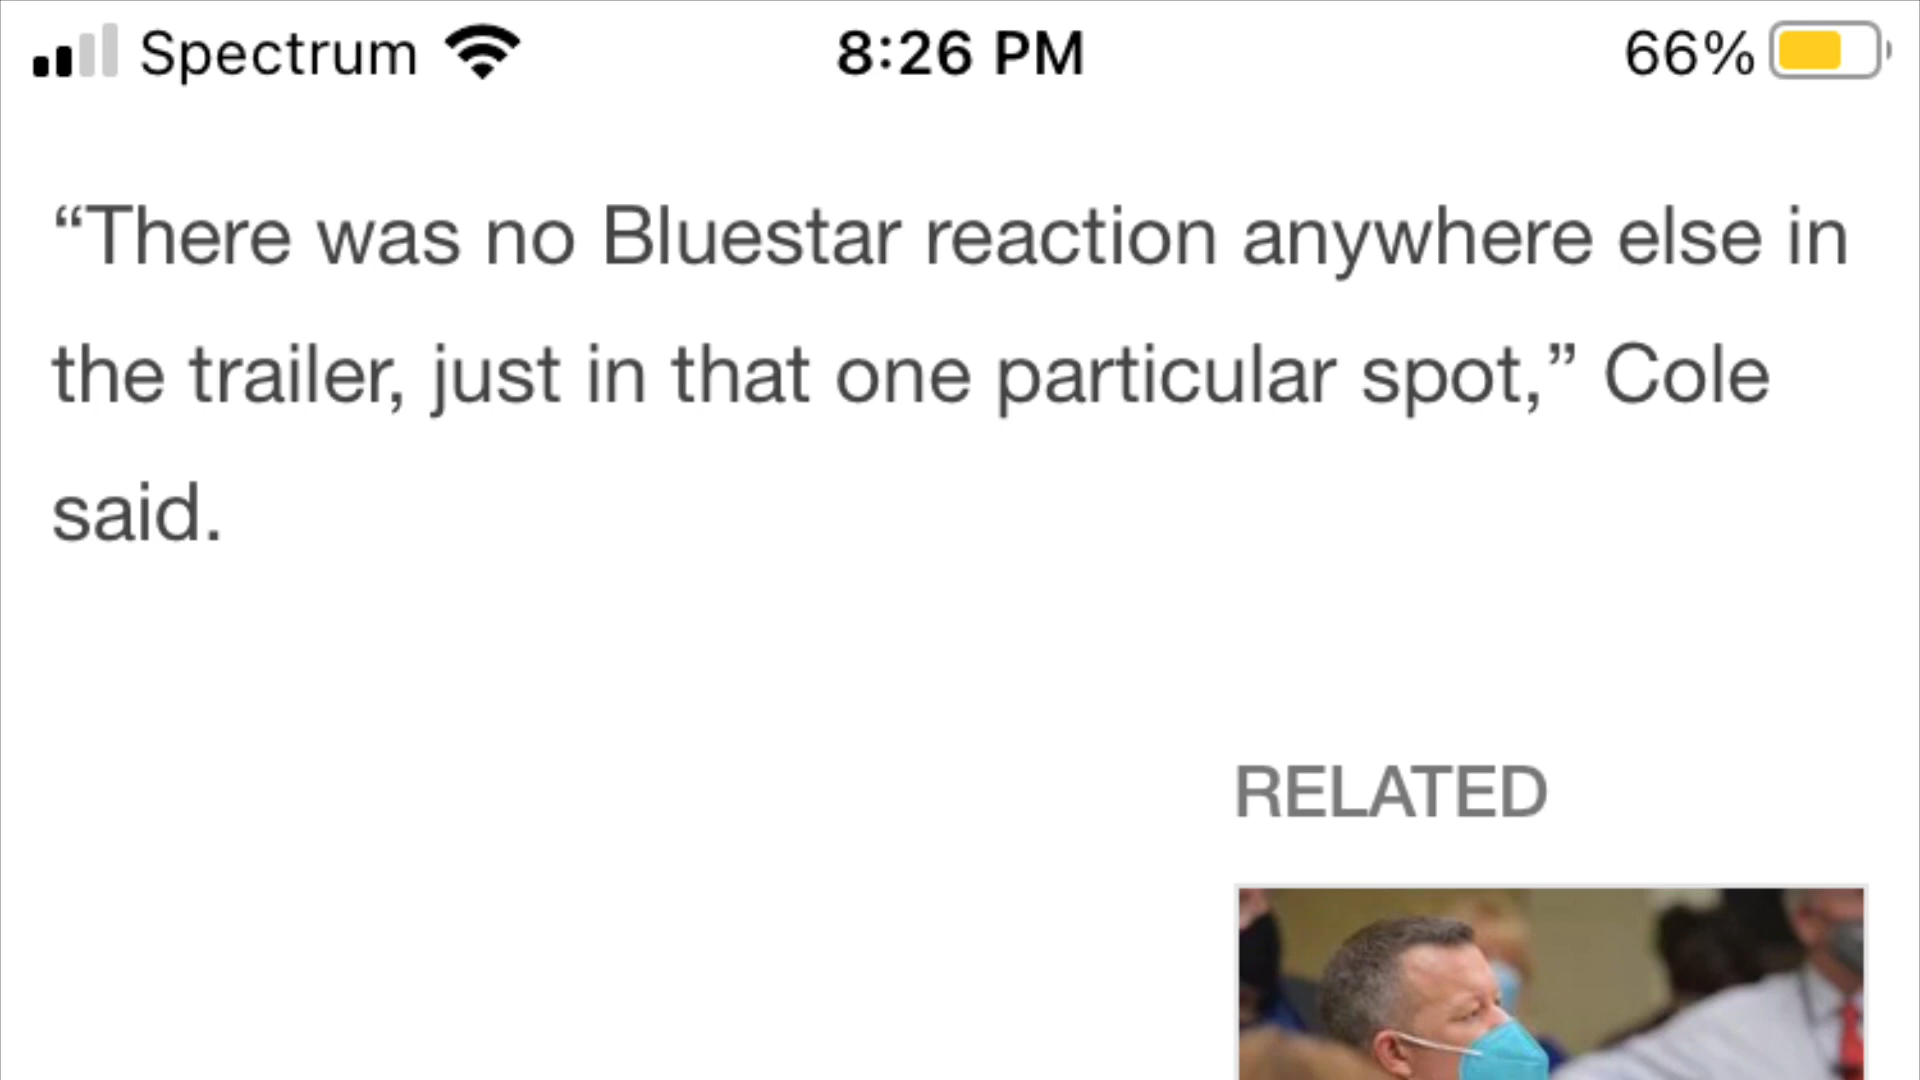 Spectrum 8:26 PM 66%
“There was no Bluestar reaction anywhere else in
the trailer, just in that one particular spot,” Cole
said.
RELATED